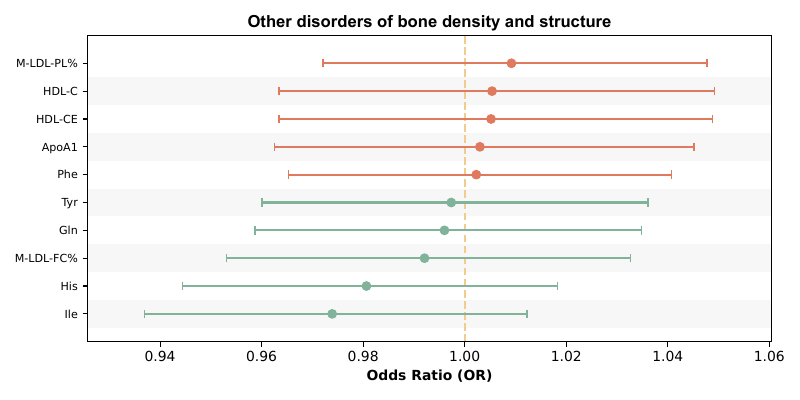 Other disorders of bone density and structure
M-LDL-PL%
HDL-C
HDL-CE
ApoA1
Phe
Tyr
Gln
M-LDL-FC%
His
Ile
0.94 0.96 0.98 1.00 1.02 1.04 1.06
Odds Ratio (OR)